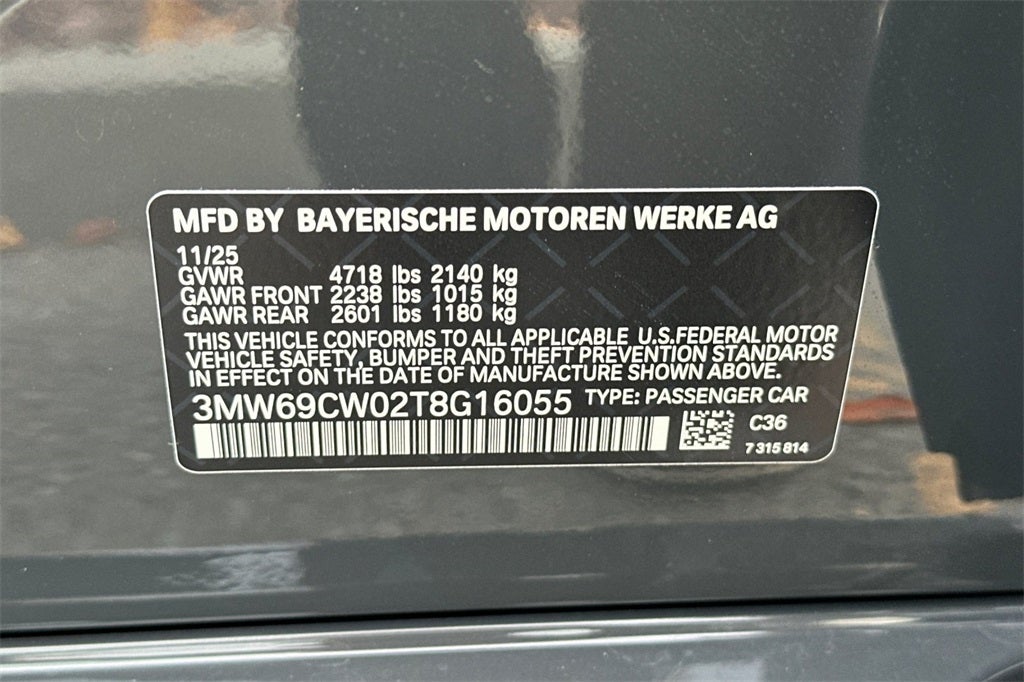 MFD BY BAYERISCHE MOTOREN WERKE AG
11/25
GVWR 4718 lbs 2140 kg
GAWR FRONT 2238 lbs 1015 kg
GAWR REAR 2601 lbs 1180 kg
THIS VEHICLE CONFORMS TO ALL APPLICABLE U.S.FEDERAL MOTOR
VEHICLE SAFETY, BUMPER AND THEFT PREVENTION STANDARDS
IN EFFECT ON THE DATE OF MANUFACTURE SHOWN ABOVE.
3MW69CW02T8G16055 TYPE: PASSENGER CAR
C36
7 315 814